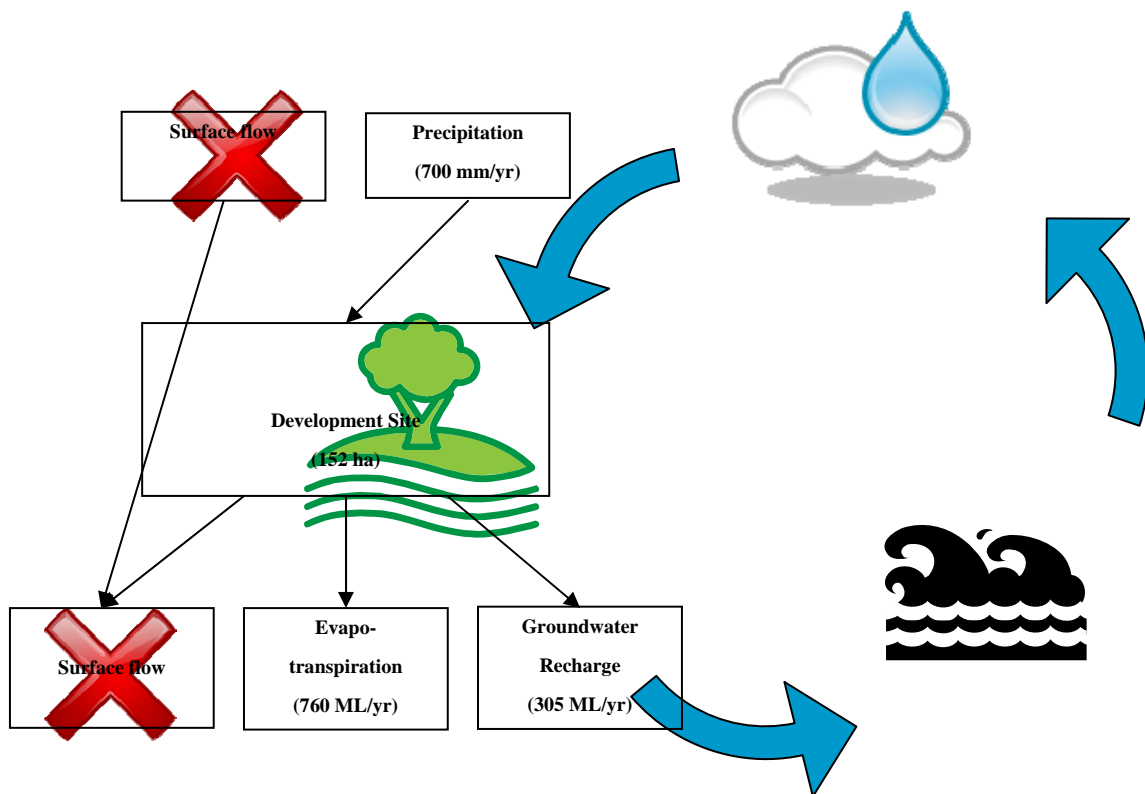 Surface flow
Precipitation
(700 mm/yr)
Development Site
(152 ha)
Surface flow
Evapo-
transpiration
(760 ML/yr)
Groundwater
Recharge
(305 ML/yr)